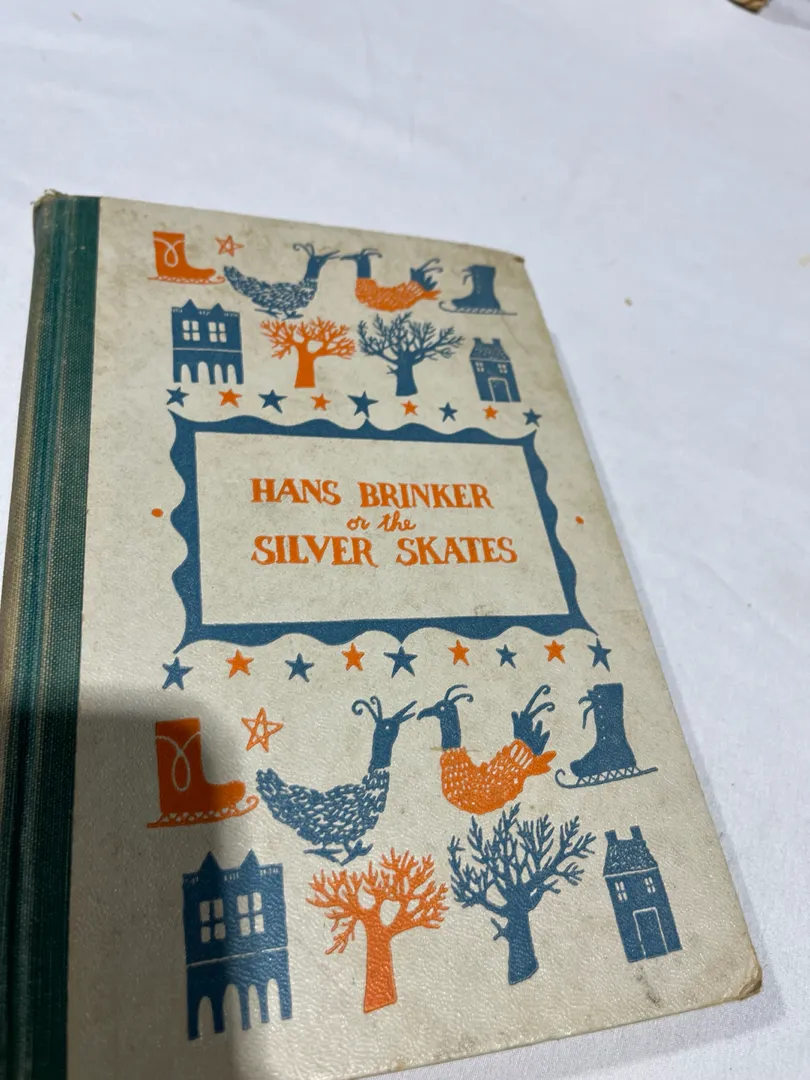 HANS BRINKER
or the
SILVER SKATES